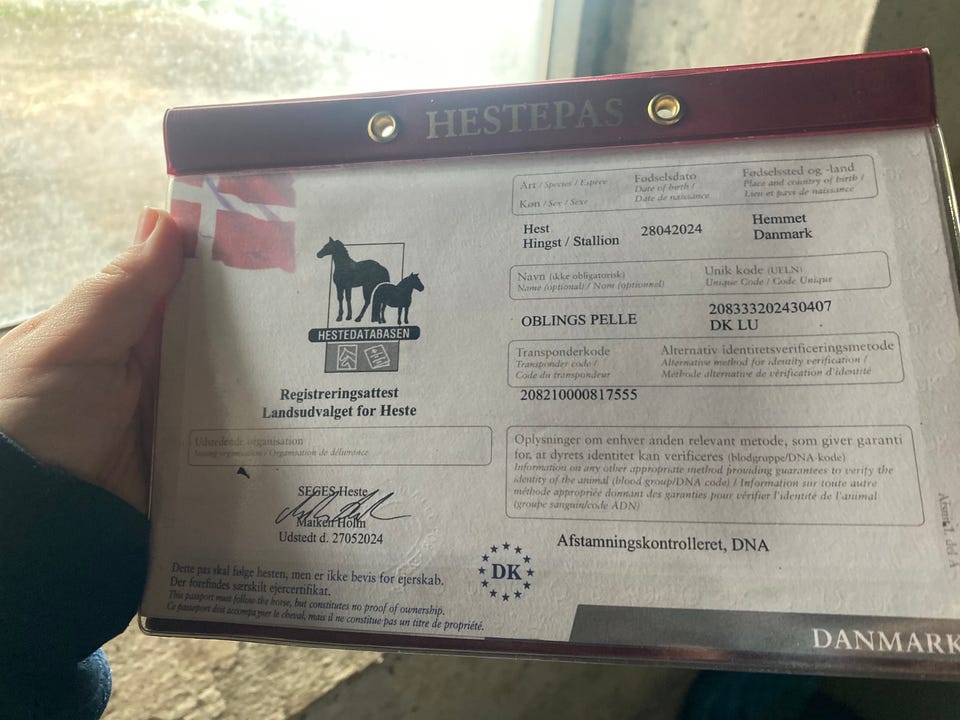 HESTEPAS
HESTEDATABASEN
Registreringsattest
Landsudvalget for Heste
Udstedende organisation
Issuing organisation / Organisation de délivrance
SEGES Heste
Maiken Holm
Udstedt d. 27052024
Dette pas skal følge hesten, men er ikke bevis for ejerskab.
Der forefindes særskilt ejercertifikat.
This passport must follow the horse, but constitutes no proof of ownership.
Ce passeport doit accompagner le cheval, mais il ne constitue pas un titre de propriété.
Art / Species / Espèce
Køn / Sex / Sexe
Fødselsdato
Date of birth /
Date de naissance
Fødselssted og -land
Place and country of birth /
Lieu et pays de naissance
Hest
Hingst / Stallion
28042024
Hemmet
Danmark
Navn (ikke obligatorisk)
Name (optional) / Nom (optionnel)
Unik kode (UELN)
Unique Code / Code Unique
OBLINGS PELLE
208333202430407
DK LU
Transponderkode
Transponder code /
Code du transpondeur
Alternativ identitetsverificeringsmetode
Alternative method for identity verification /
Méthode alternative de vérification d'identité
208210000817555
Oplysninger om enhver anden relevant metode, som giver garanti
for, at dyrets identitet kan verificeres (blodgruppe/DNA-kode)
Information on any other appropriate method providing guarantees to verify the
identity of the animal (blood group/DNA code) / Information sur toute autre
méthode appropriée donnant des garanties pour vérifier l'identité de l'animal
(groupe sanguin/code ADN)
Afstamningskontrolleret, DNA
DK
DANMARK